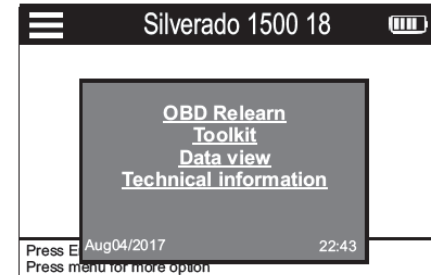 Silverado 1500 18
OBD Relearn
Toolkit
Data view
Technical information
Aug04/2017 22:43
Press E
Press menu for more option